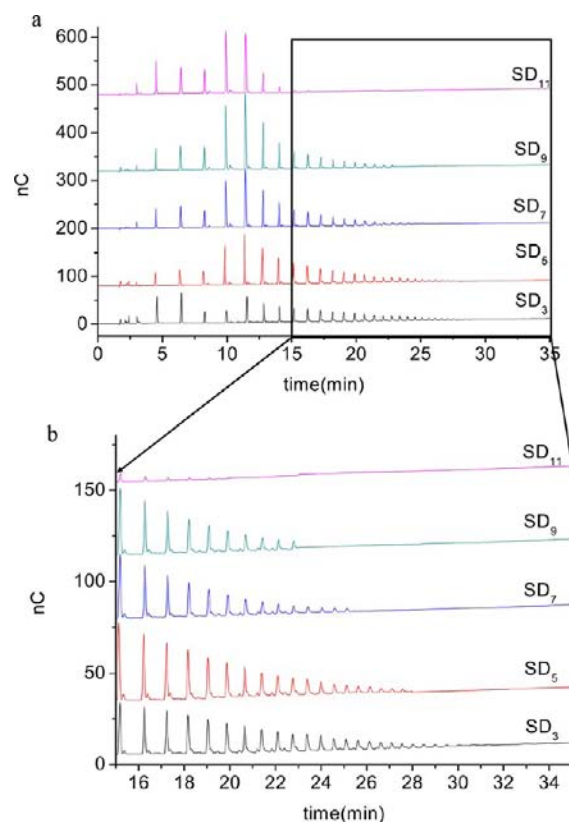 a
600
500
400
300
200
100
0
nC
SD11
SD9
SD7
SD5
SD3
0 5 10 15 20 25 30 35
time(min)
b
150
100
50
0
nC
SD11
SD9
SD7
SD5
SD3
16 18 20 22 24 26 28 30 32 34
time(min)